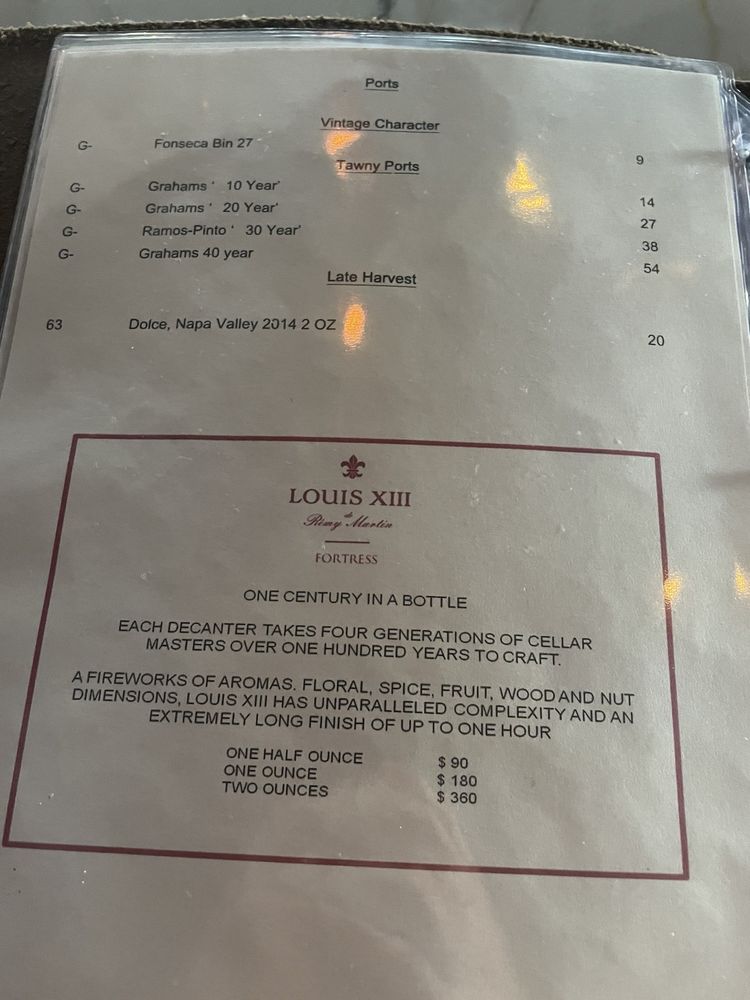 Ports
Vintage Character
G- Fonseca Bin 27 9
Tawny Ports
G- Grahams ' 10 Year' 14
G- Grahams ' 20 Year' 27
G- Ramos-Pinto ' 30 Year' 38
G- Grahams 40 year 54
Late Harvest
63 Dolce, Napa Valley 2014 2 OZ 20
LOUIS XIII
de
Rémy Martin
FORTRESS
ONE CENTURY IN A BOTTLE
EACH DECANTER TAKES FOUR GENERATIONS OF CELLAR
MASTERS OVER ONE HUNDRED YEARS TO CRAFT.
A FIREWORKS OF AROMAS. FLORAL, SPICE, FRUIT, WOOD AND NUT
DIMENSIONS, LOUIS XIII HAS UNPARALLELED COMPLEXITY AND AN
EXTREMELY LONG FINISH OF UP TO ONE HOUR
ONE HALF OUNCE $ 90
ONE OUNCE $ 180
TWO OUNCES $ 360